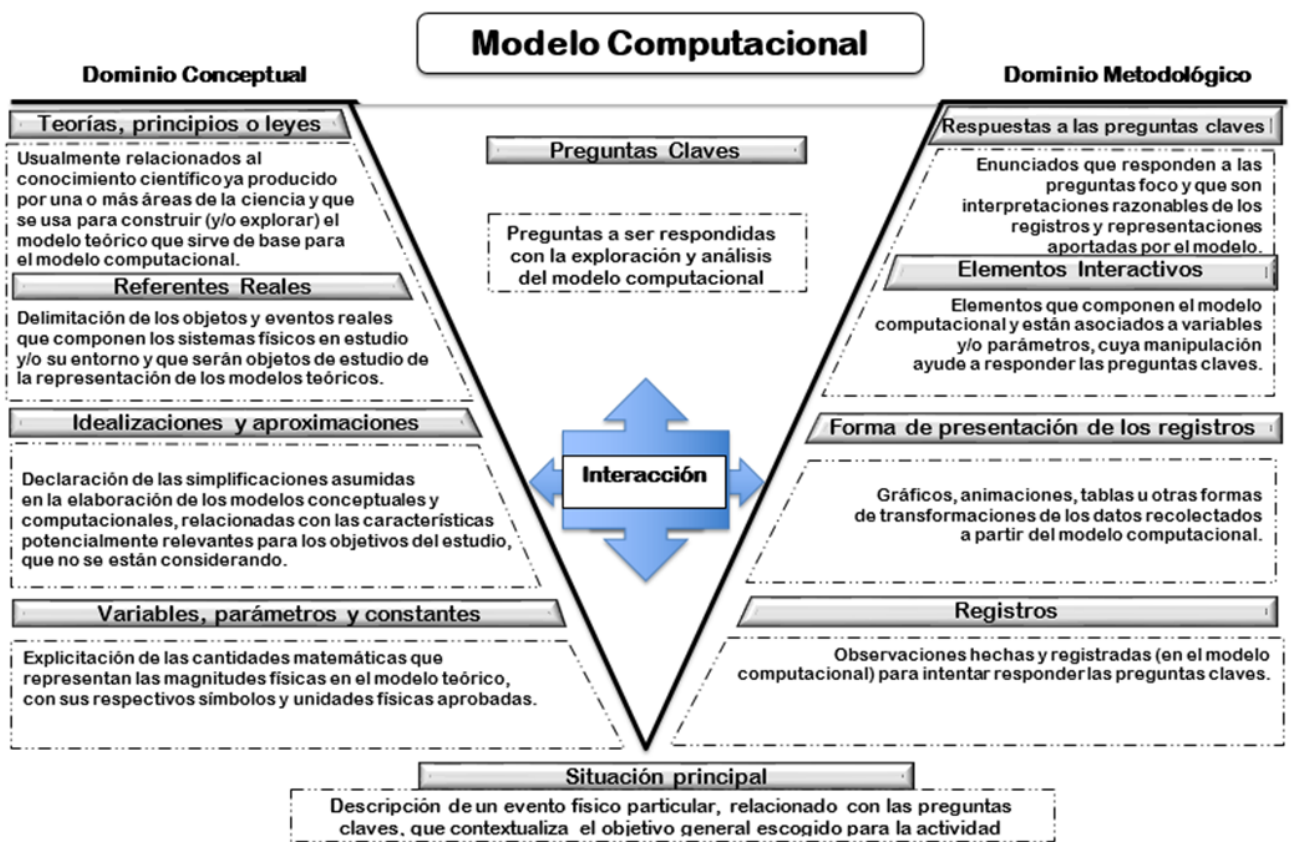 Modelo Computacional
Dominio Conceptual
Teorías, principios o leyes
Usualmente relacionados al
conocimiento científico ya producido
por una o más áreas de la ciencia y que
se usa para construir (y/o explorar) el
modelo teórico que sirve de base para
el modelo computacional.
Referentes Reales
Delimitación de los objetos y eventos reales
que componen los sistemas físicos en estudio
y/o su entorno y que serán objetos de estudio de
la representación de los modelos teóricos.
Idealizaciones y aproximaciones
Declaración de las simplificaciones asumidas
en la elaboración de los modelos conceptuales y
computacionales, relacionadas con las características
potencialmente relevantes para los objetivos del estudio,
que no se están considerando.
Variables, parámetros y constantes
Explicitación de las cantidades matemáticas que
representan las magnitudes físicas en el modelo teórico,
con sus respectivos símbolos y unidades físicas aprobadas.
Preguntas Claves
Preguntas a ser respondidas
con la exploración y análisis
del modelo computacional
Interacción
Dominio Metodológico
Respuestas a las preguntas claves
Enunciados que responden a las
preguntas foco y que son
interpretaciones razonables de los
registros y representaciones
aportadas por el modelo.
Elementos Interactivos
Elementos que componen el modelo
computacional y están asociados a variables
y/o parámetros, cuya manipulación
ayude a responder las preguntas claves.
Forma de presentación de los registros
Gráficos, animaciones, tablas u otras formas
de transformaciones de los datos recolectados
a partir del modelo computacional.
Registros
Observaciones hechas y registradas (en el modelo
computacional) para intentar responder las preguntas claves.
Situación principal
Descripción de un evento físico particular, relacionado con las preguntas
claves, que contextualiza el objetivo general escogido para la actividad